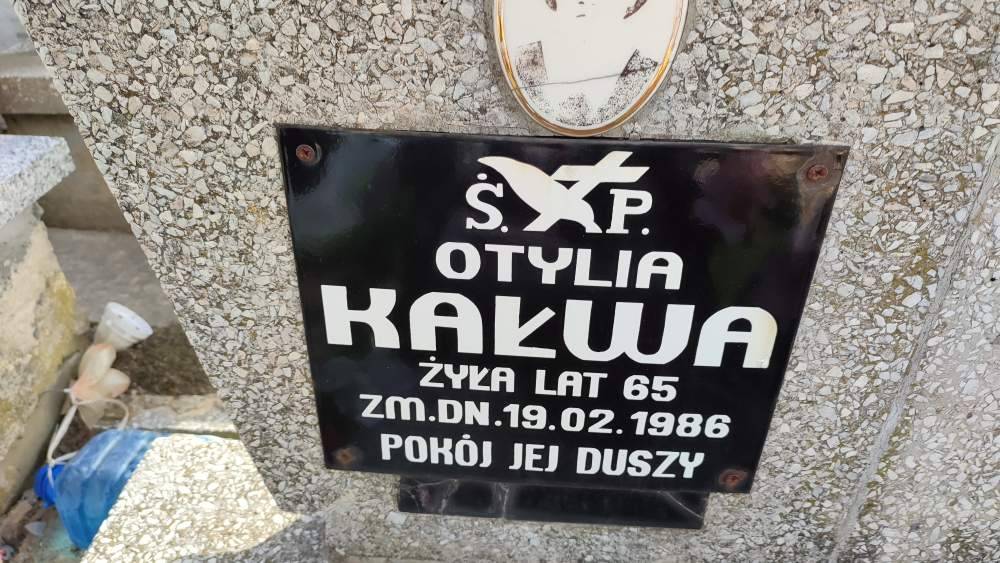 Ś. P.
OTYLIA
KAŁWA
ŻYŁA LAT 65
ZM.DN.19.02.1986
POKÓJ JEJ DUSZY